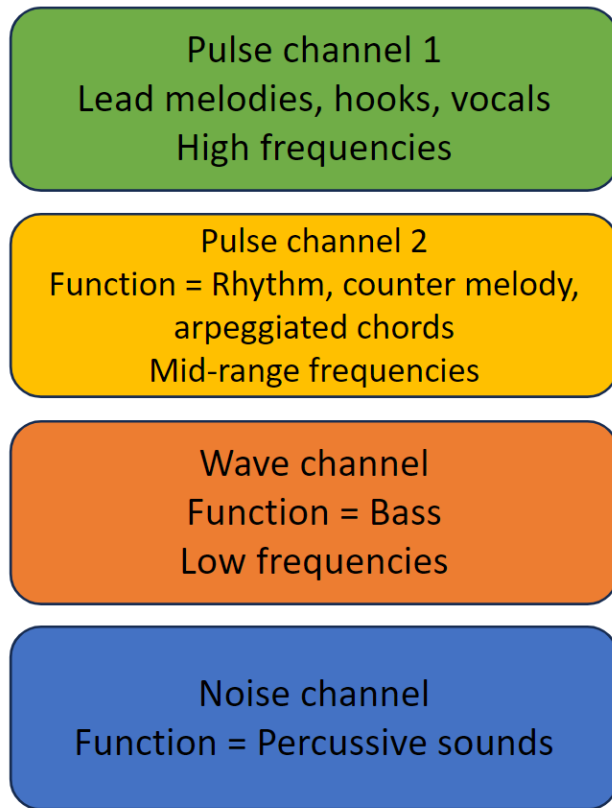 Pulse channel 1
Lead melodies, hooks, vocals
High frequencies
Pulse channel 2
Function = Rhythm, counter melody,
arpeggiated chords
Mid-range frequencies
Wave channel
Function = Bass
Low frequencies
Noise channel
Function = Percussive sounds